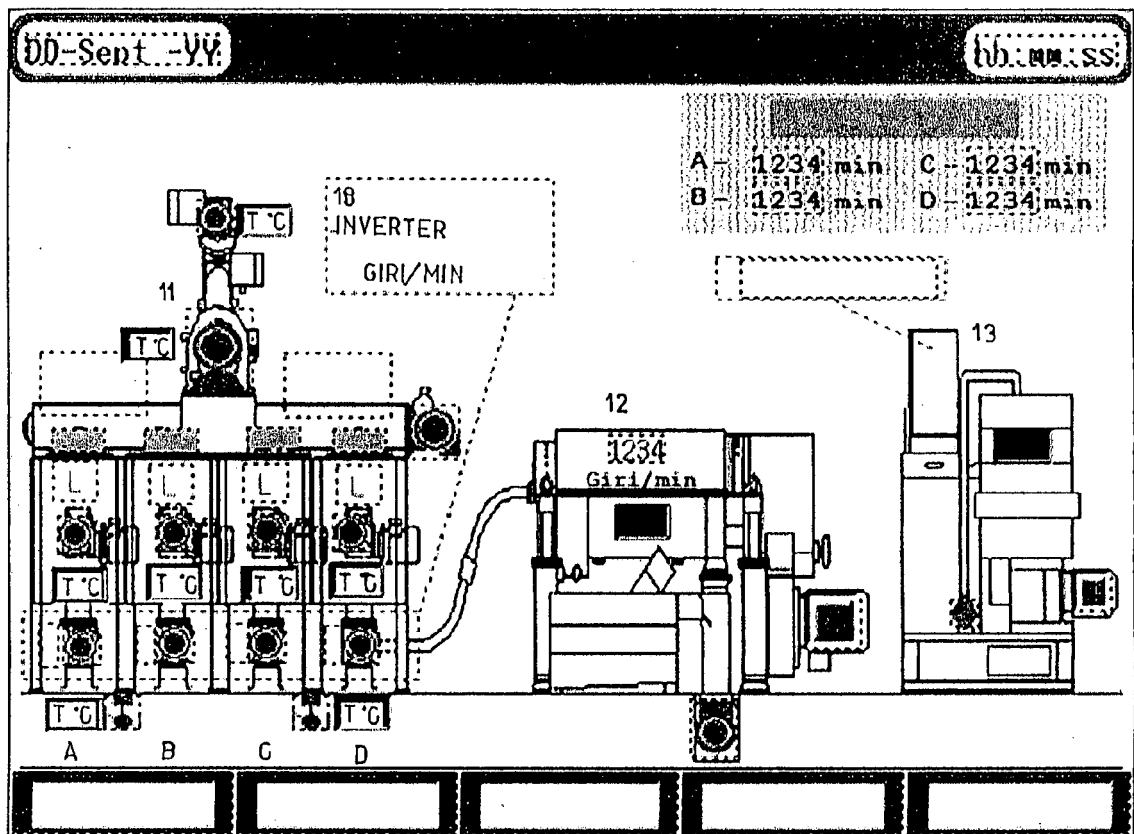 DD-Sent -YY hh:mm:ss
A- 1234 min C- 1234 min
B- 1234 min D- 1234 min
18
INVERTER
GIRI/MIN
T°C
11
T°C
13
12
1234
Giri/min
L L L L
T°C T°C T°C T°C
T°C T°C
A B C D